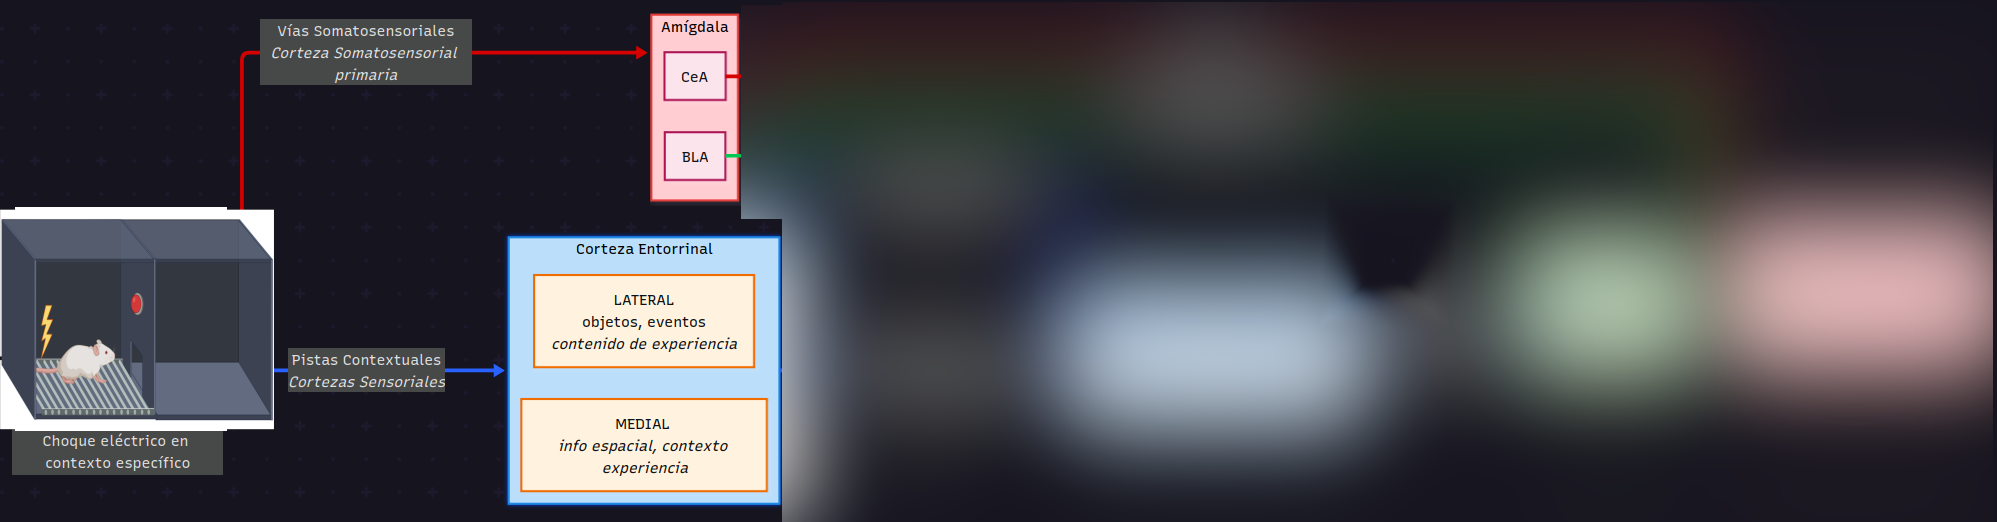 Vías Somatosensoriales
Corteza Somatosensorial
primaria
Amígdala
CeA
BLA
Corteza Entorrinal
LATERAL
objetos, eventos
contenido de experiencia
Pistas Contextuales
Cortezas Sensoriales
MEDIAL
info espacial, contexto
experiencia
Choque eléctrico en
contexto específico